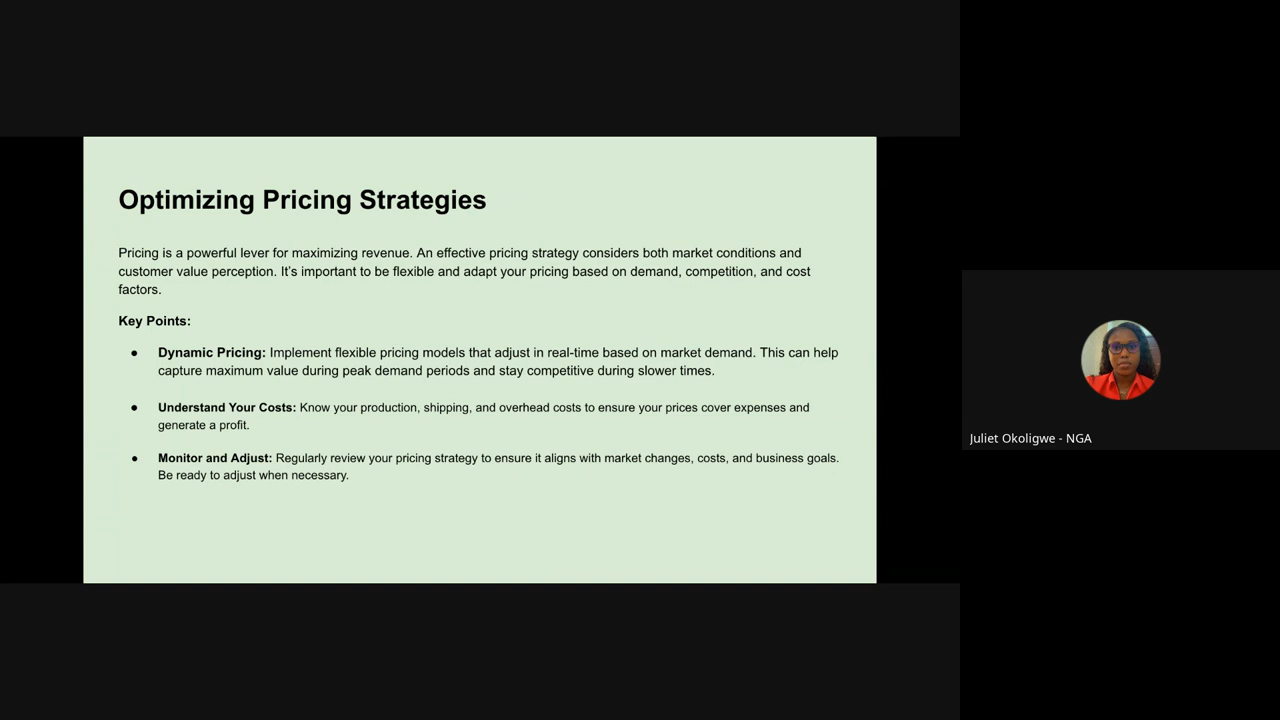 Optimizing Pricing Strategies
Pricing is a powerful lever for maximizing revenue. An effective pricing strategy considers both market conditions and
customer value perception. It’s important to be flexible and adapt your pricing based on demand, competition, and cost
factors.
Key Points:
● Dynamic Pricing: Implement flexible pricing models that adjust in real-time based on market demand. This can help
capture maximum value during peak demand periods and stay competitive during slower times.
● Understand Your Costs: Know your production, shipping, and overhead costs to ensure your prices cover expenses and
generate a profit.
● Monitor and Adjust: Regularly review your pricing strategy to ensure it aligns with market changes, costs, and business goals.
Be ready to adjust when necessary.
Juliet Okoligwe - NGA